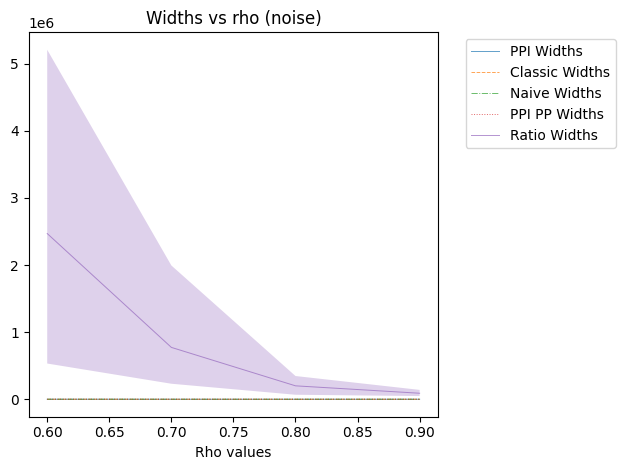 Widths vs rho (noise)
1e6
PPI Widths
Classic Widths
Naive Widths
PPI PP Widths
Ratio Widths
5
4
3
2
1
0
0.60 0.65 0.70 0.75 0.80 0.85 0.90
Rho values